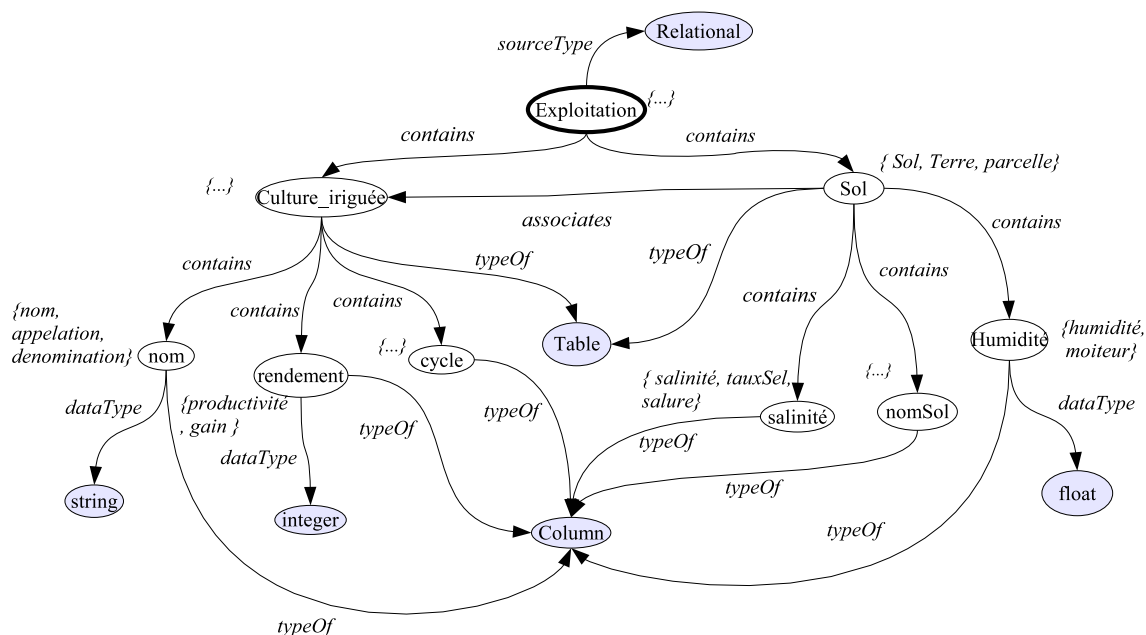 Relational
sourceType
Exploitation
{...}
contains
contains
{ Sol, Terre, parcelle}
{...}
Culture_iriguée
Sol
associates
contains
typeOf
typeOf
contains
contains
contains
contains
contains
{nom,
appelation,
denomination}
nom
{...}
cycle
Table
Humidité
{humidité,
moiteur}
rendement
{ salinité, tauxSel,
salure}
{...}
dataType
{productivité
, gain }
typeOf
typeOf
salinité
nomSol
dataType
typeOf
dataType
typeOf
string
integer
Column
float
typeOf
typeOf